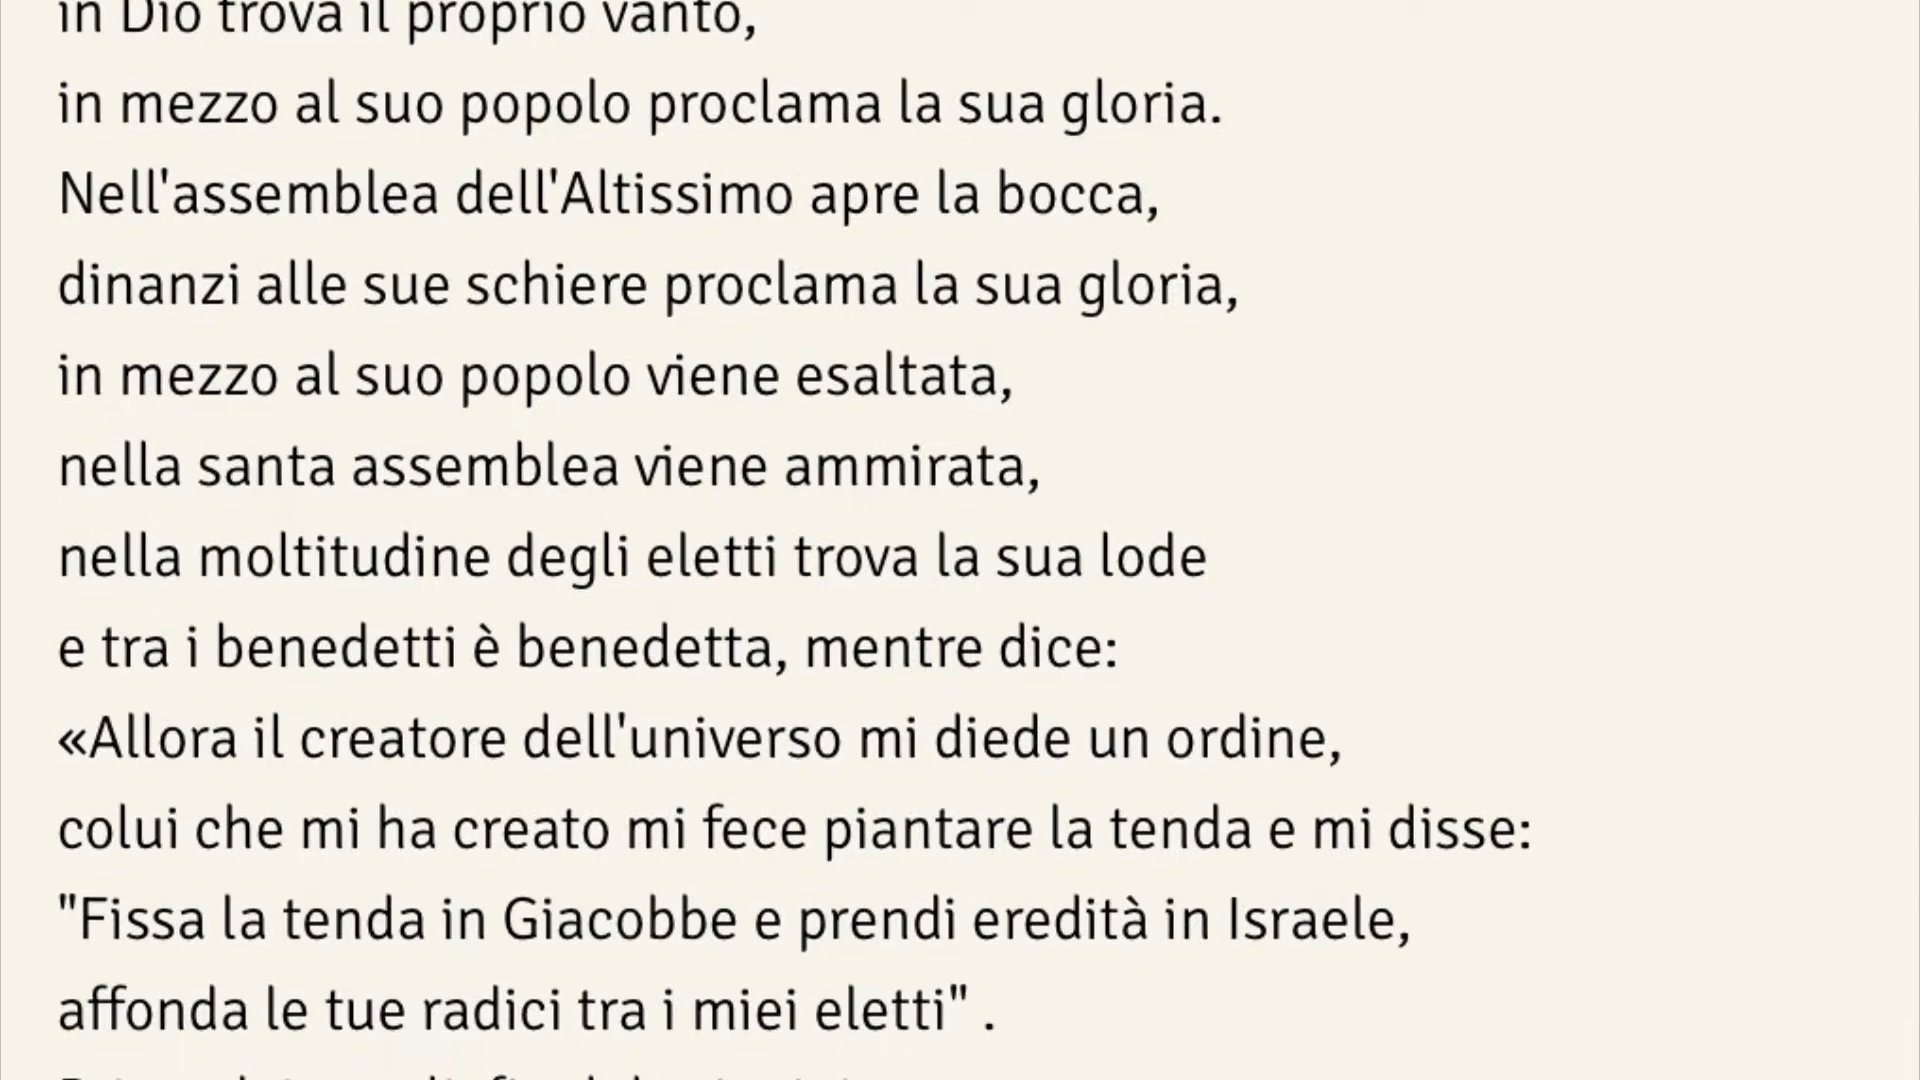 in Dio trova il proprio vanto,
in mezzo al suo popolo proclama la sua gloria.
Nell'assemblea dell'Altissimo apre la bocca,
dinanzi alle sue schiere proclama la sua gloria,
in mezzo al suo popolo viene esaltata,
nella santa assemblea viene ammirata,
nella moltitudine degli eletti trova la sua lode
e tra i benedetti è benedetta, mentre dice:
«Allora il creatore dell'universo mi diede un ordine,
colui che mi ha creato mi fece piantare la tenda e mi disse:
"Fissa la tenda in Giacobbe e prendi eredità in Israele,
affonda le tue radici tra i miei eletti" .